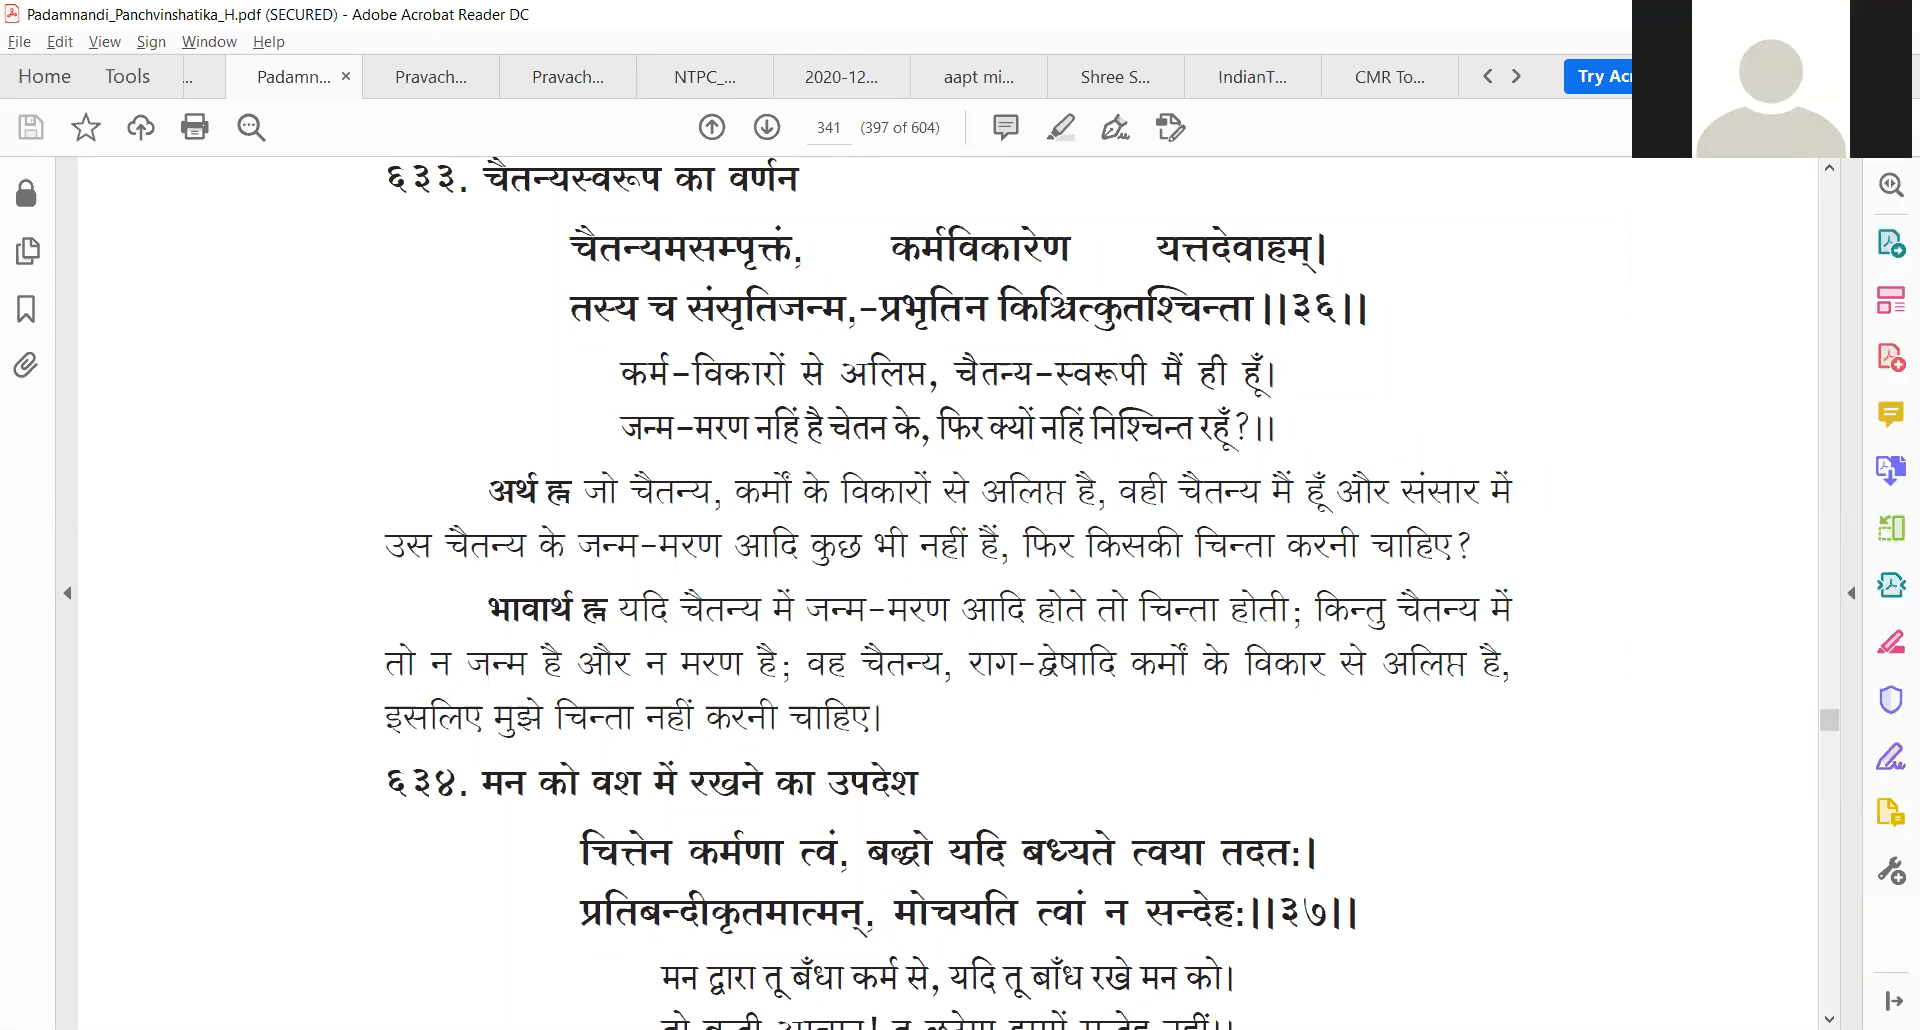 Padamnandi_Panchvinshatika_H.pdf (SECURED) - Adobe Acrobat Reader DC
File Edit View Sign Window Help
Home Tools ... Padamn... × Pravach... Pravach... NTPC_... 2020-12... aapt mi... Shree S... IndianT... CMR To... Try Acr
341 (397 of 604)
६३३. चैतन्यस्वरूप का वर्णन
चैतन्यमसम्पृक्तं, कर्मविकारेण यत्तदेवाहम्।
तस्य च संसृतिजन्म,-प्रभृतिन किञ्चित्कुतश्चिन्ता।।३६।।
कर्म-विकारों से अलिप्त, चैतन्य-स्वरूपी मैं ही हूँ।
जन्म-मरण नहिं है चेतन के, फिर क्यों नहिं निश्चिन्त रहूँ?।।
अर्थ ह्न जो चैतन्य, कर्मों के विकारों से अलिप्त है, वही चैतन्य मैं हूँ और संसार में
उस चैतन्य के जन्म-मरण आदि कुछ भी नहीं हैं, फिर किसकी चिन्ता करनी चाहिए?
भावार्थ ह्न यदि चैतन्य में जन्म-मरण आदि होते तो चिन्ता होती; किन्तु चैतन्य में
तो न जन्म है और न मरण है; वह चैतन्य, राग-द्वेषादि कर्मों के विकार से अलिप्त है,
इसलिए मुझे चिन्ता नहीं करनी चाहिए।
६३४. मन को वश में रखने का उपदेश
चित्तेन कर्मणा त्वं, बद्धो यदि बध्यते त्वया तदतः।
प्रतिबन्दीकृतमात्मन्, मोचयति त्वां न सन्देहः।।३७।।
मन द्वारा तू बँधा कर्म से, यदि तू बाँध रखे मन को।